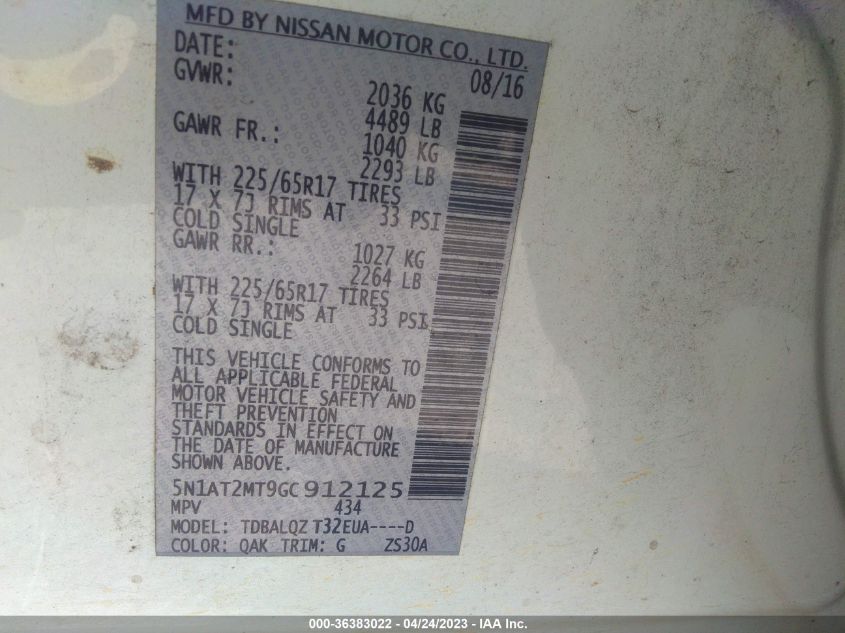 MFD BY NISSAN MOTOR CO., LTD.
DATE: 08/16
GVWR: 2036 KG
4489 LB
GAWR FR.: 1040 KG
2293 LB
WITH 225/65R17 TIRES
17 X 7J RIMS AT 33 PSI
COLD SINGLE
GAWR RR.: 1027 KG
2264 LB
WITH 225/65R17 TIRES
17 X 7J RIMS AT 33 PSI
COLD SINGLE
THIS VEHICLE CONFORMS TO
ALL APPLICABLE FEDERAL
MOTOR VEHICLE SAFETY AND
THEFT PREVENTION
STANDARDS IN EFFECT ON
THE DATE OF MANUFACTURE
SHOWN ABOVE.
5N1AT2MT9GC912125
MPV 434
MODEL: TDBALQZ T32EUA----D
COLOR: QAK TRIM: G ZS30A
000-36383022 - 04/24/2023 - IAA, Inc.